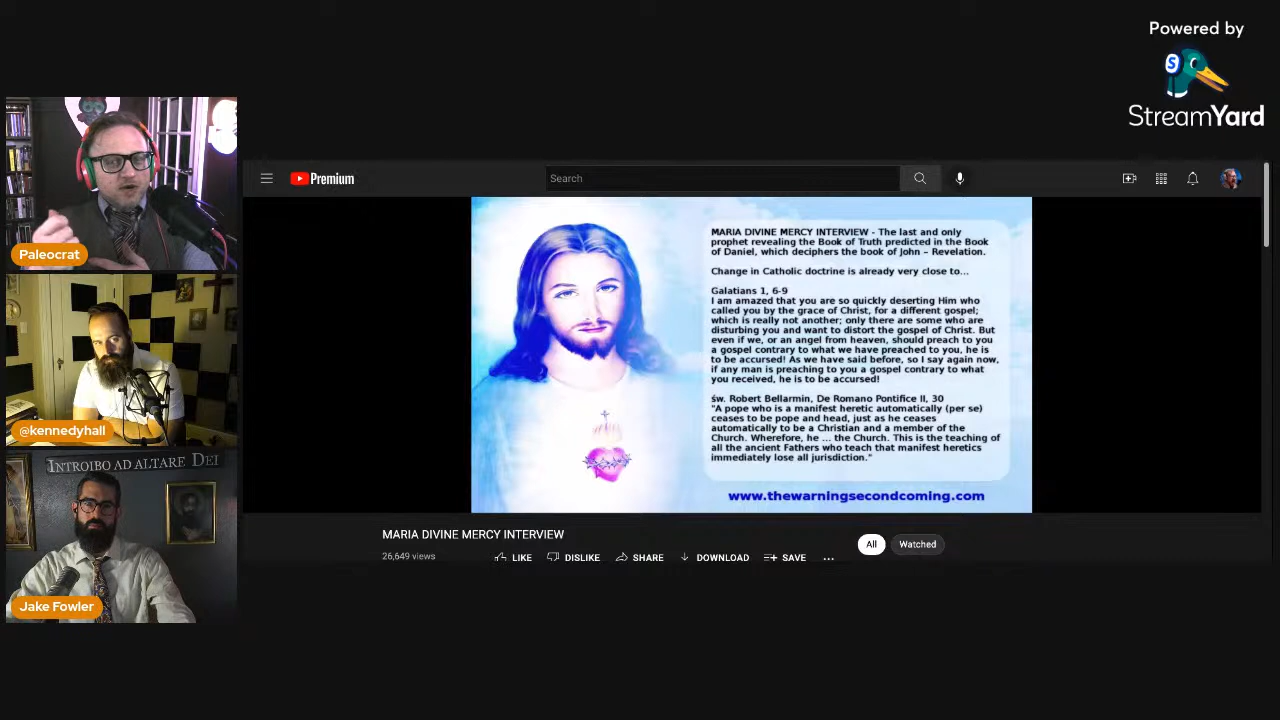 Powered by
StreamYard
Premium
Search
Paleocrat
@kennedyhall
INTROIBO AD ALTARE DEI
Jake Fowler
MARIA DIVINE MERCY INTERVIEW - The last and only
prophet revealing the Book of Truth predicted in the Book
of Daniel, which deciphers the book of John – Revelation.
Change in Catholic doctrine is already very close to...
Galatians 1, 6-9
I am amazed that you are so quickly deserting Him who
called you by the grace of Christ, for a different gospel;
which is really not another; only there are some who are
disturbing you and want to distort the gospel of Christ. But
even if we, or an angel from heaven, should preach to you
a gospel contrary to what we have preached to you, he is
to be accursed! As we have said before, so I say again now,
if any man is preaching to you a gospel contrary to what
you received, he is to be accursed!
św. Robert Bellarmin, De Romano Pontifice II, 30
"A pope who is a manifest heretic automatically (per se)
ceases to be pope and head, just as he ceases
automatically to be a Christian and a member of the
Church. Wherefore, he ... the Church. This is the teaching of
all the ancient Fathers who teach that manifest heretics
immediately lose all jurisdiction."
www.thewarningsecondcoming.com
MARIA DIVINE MERCY INTERVIEW
26,649 views
LIKE
DISLIKE
SHARE
DOWNLOAD
SAVE
All
Watched